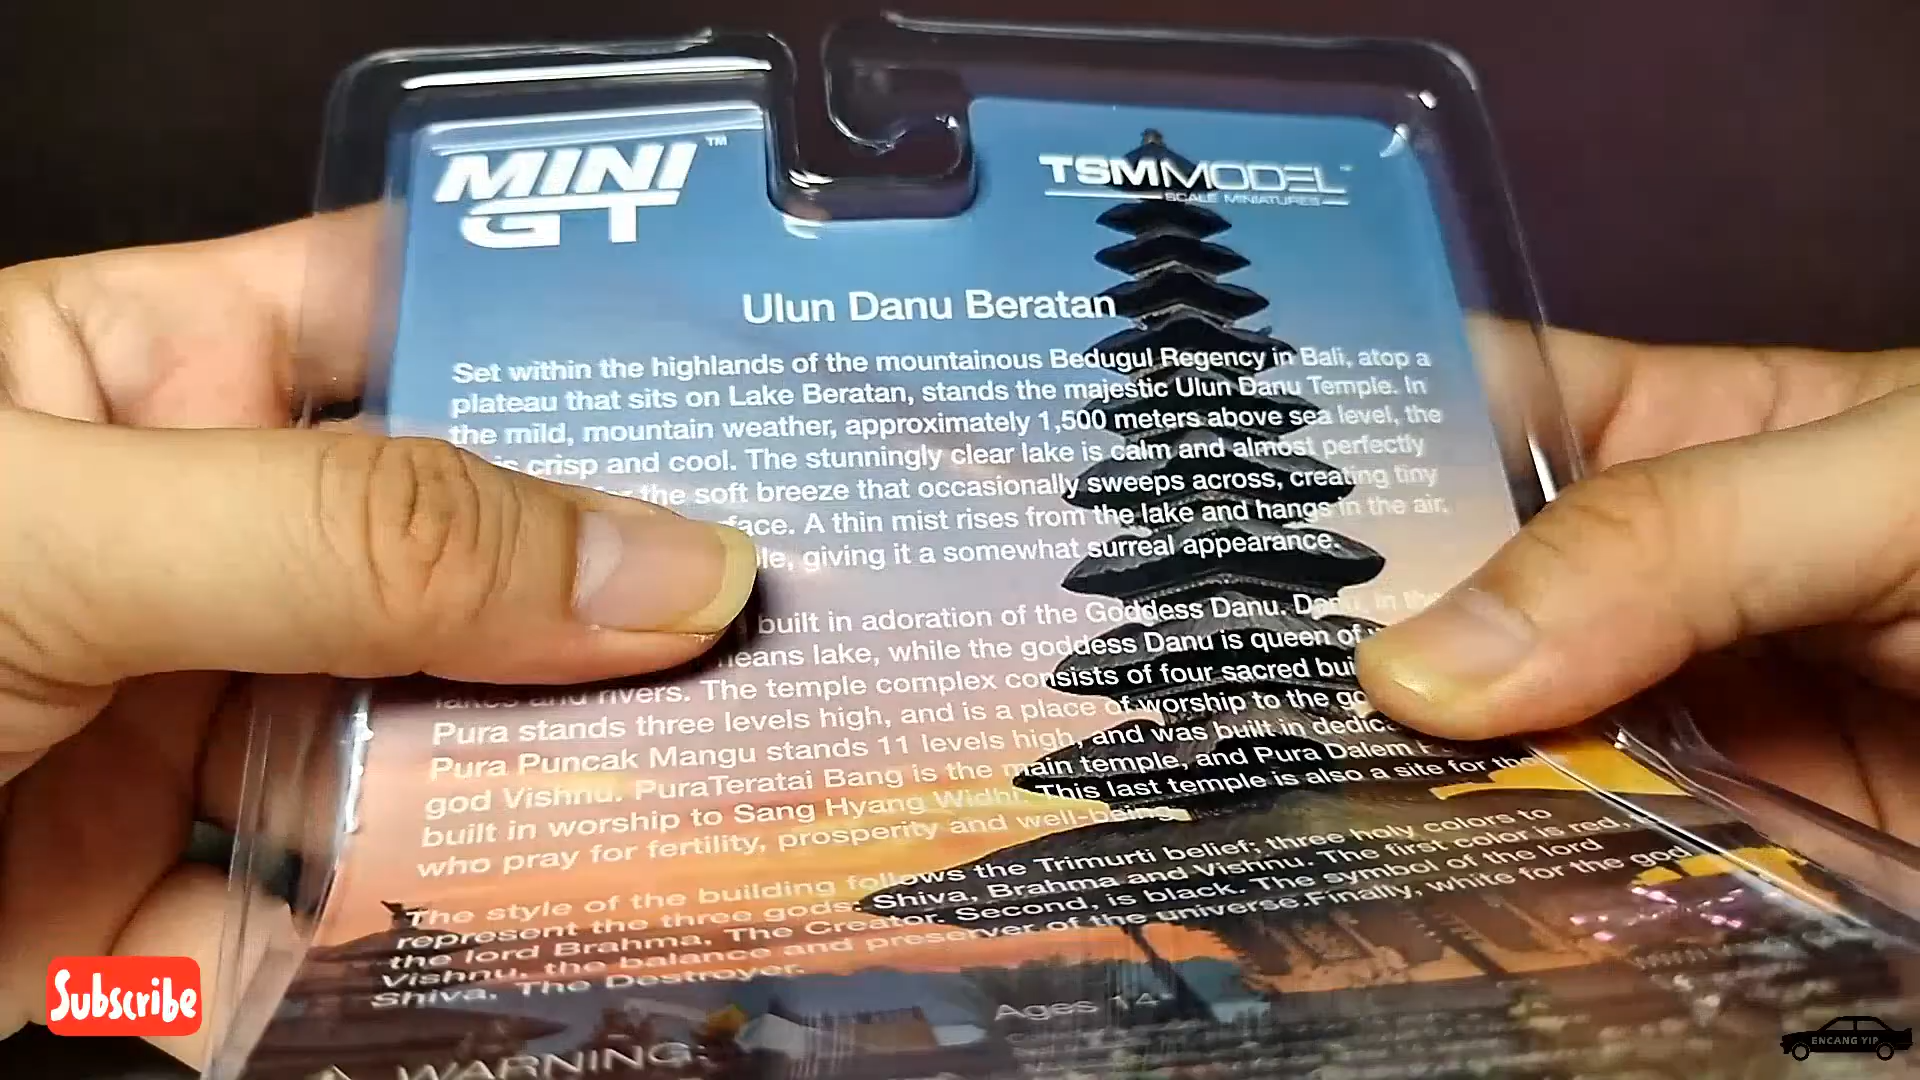 MINI
GT
™
TSMMODEL™
SCALE MINIATURES
Ulun Danu Beratan
Set within the highlands of the mountainous Bedugul Regency in Bali, atop a
plateau that sits on Lake Beratan, stands the majestic Ulun Danu Temple. In
the mild, mountain weather, approximately 1,500 meters above sea level, the
is crisp and cool. The stunningly clear lake is calm and almost perfectly
the soft breeze that occasionally sweeps across, creating tiny
face. A thin mist rises from the lake and hangs in the air,
giving it a somewhat surreal appearance.
built in adoration of the Goddess Danu. Danu, in the
means lake, while the goddess Danu is queen of
lakes and rivers. The temple complex consists of four sacred
Pura stands three levels high, and is a place of worship to the
Pura Puncak Mangu stands 11 levels high, and was built in
god Vishnu. PuraTeratai Bang is the main temple, and Pura Dalem
built in worship to Sang Hyang Widhi. This last temple is also a site for
who pray for fertility, prosperity and well-being.
The style of the building follows the Trimurti belief; three holy colors to
represent the three gods: Shiva, Brahma and Vishnu. The first color is red,
the lord Brahma, The Creator. Second, is black. The symbol of the lord
Vishnu, the balance and preserver of the universe.Finally, white for the god
Shiva. The Destroyer.
Ages 14+
WARNING:
Subscribe
ENCANG YIP